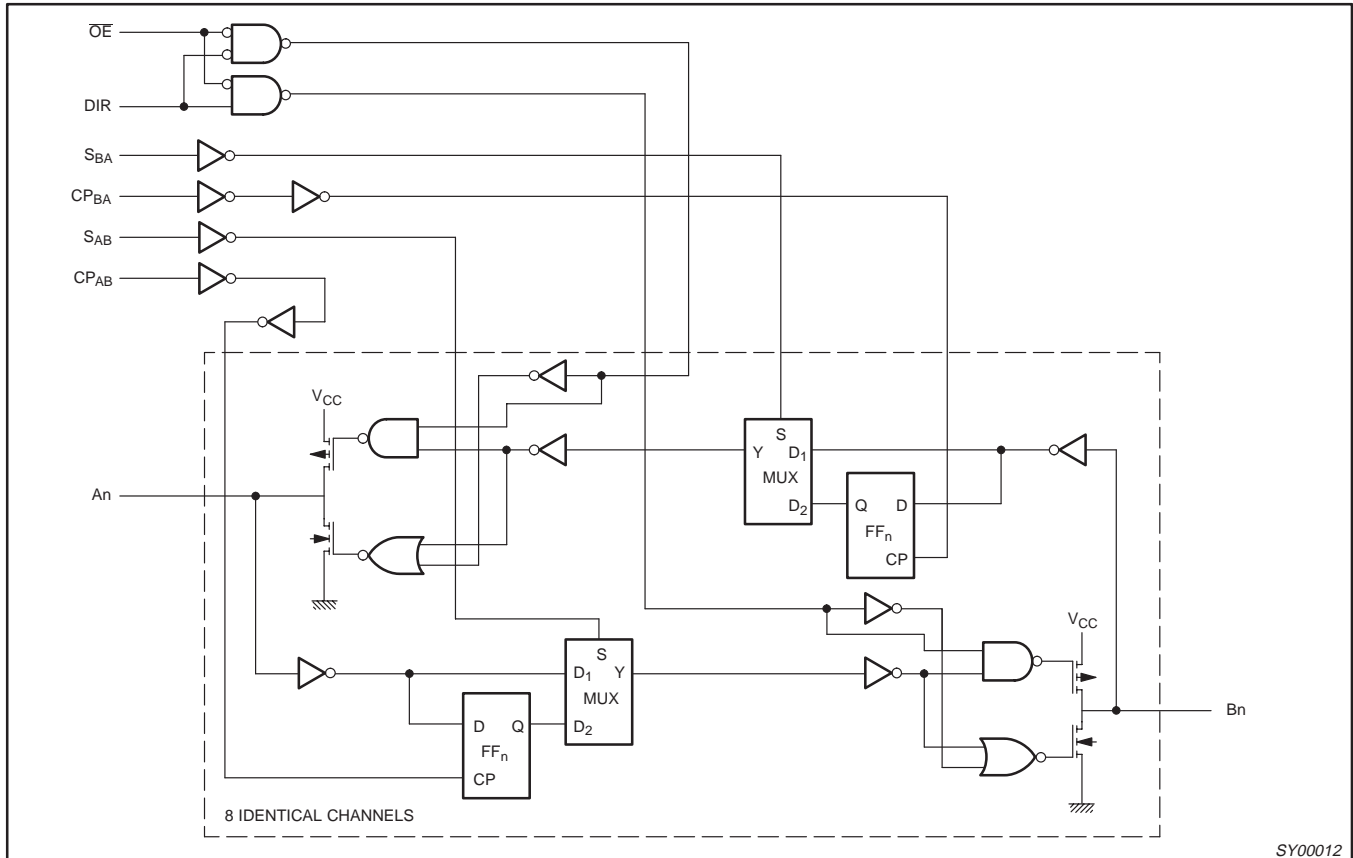 OE
DIR
SBA
CPBA
SAB
CPAB
VCC
S
Y D1
MUX
D2
Q D
FFn
CP
An
VCC
S
D1 Y
MUX
D2
D Q
FFn
CP
Bn
8 IDENTICAL CHANNELS
SY00012